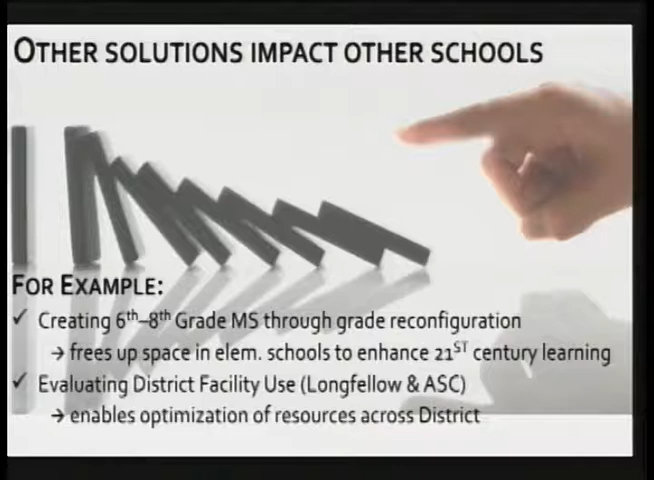 OTHER SOLUTIONS IMPACT OTHER SCHOOLS
FOR EXAMPLE:
✓ Creating 6th–8th Grade MS through grade reconfiguration
→ frees up space in elem. schools to enhance 21ST century learning
✓ Evaluating District Facility Use (Longfellow & ASC)
→ enables optimization of resources across District